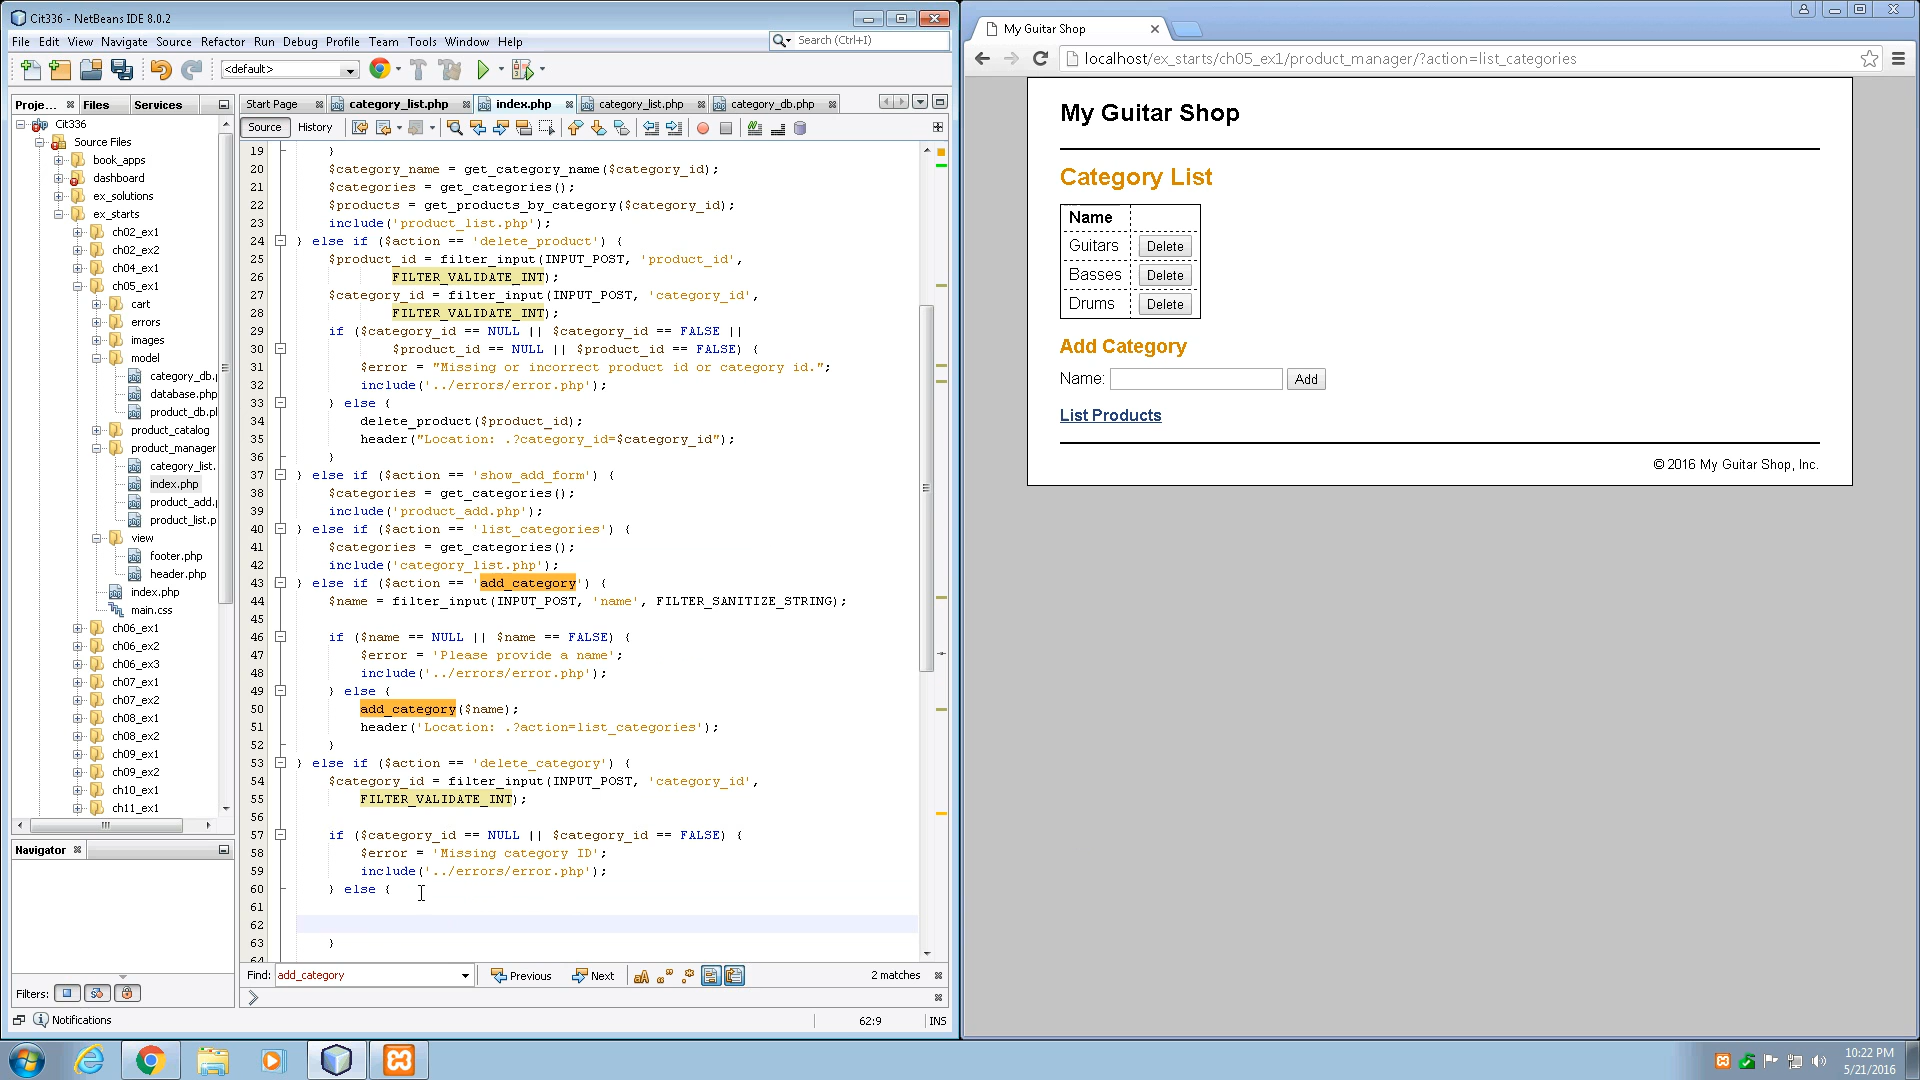 Cit336 - NetBeans IDE 8.0.2
File Edit View Navigate Source Refactor Run Debug Profile Team Tools Window Help
Search (Ctrl+I)
<default>
Proje... Files Services
Cit336
Source Files
book_apps
dashboard
ex_solutions
ex_starts
ch02_ex1
ch02_ex2
ch04_ex1
ch05_ex1
cart
errors
images
model
category_db.
database.php
product_db.pl
product_catalog
product_manager
category_list.
index.php
product_add.
product_list.p
view
footer.php
header.php
index.php
main.css
ch06_ex1
ch06_ex2
ch06_ex3
ch07_ex1
ch07_ex2
ch08_ex1
ch08_ex2
ch09_ex1
ch09_ex2
ch10_ex1
ch11_ex1
Navigator
Filters:
Notifications
Start Page category_list.php index.php category_list.php category_db.php
Source History
19 }
20 $category_name = get_category_name($category_id);
21 $categories = get_categories();
22 $products = get_products_by_category($category_id);
23 include('product_list.php');
24 } else if ($action == 'delete_product') {
25 $product_id = filter_input(INPUT_POST, 'product_id',
26 FILTER_VALIDATE_INT);
27 $category_id = filter_input(INPUT_POST, 'category_id',
28 FILTER_VALIDATE_INT);
29 if ($category_id == NULL || $category_id == FALSE ||
30 $product_id == NULL || $product_id == FALSE) {
31 $error = "Missing or incorrect product id or category id.";
32 include('../errors/error.php');
33 } else {
34 delete_product($product_id);
35 header("Location: .?category_id=$category_id");
36 }
37 } else if ($action == 'show_add_form') {
38 $categories = get_categories();
39 include('product_add.php');
40 } else if ($action == 'list_categories') {
41 $categories = get_categories();
42 include('category_list.php');
43 } else if ($action == 'add_category') {
44 $name = filter_input(INPUT_POST, 'name', FILTER_SANITIZE_STRING);
45
46 if ($name == NULL || $name == FALSE) {
47 $error = 'Please provide a name';
48 include('../errors/error.php');
49 } else {
50 add_category($name);
51 header('Location: .?action=list_categories');
52 }
53 } else if ($action == 'delete_category') {
54 $category_id = filter_input(INPUT_POST, 'category_id',
55 FILTER_VALIDATE_INT);
56
57 if ($category_id == NULL || $category_id == FALSE) {
58 $error = 'Missing category ID';
59 include('../errors/error.php');
60 } else {
61
62
63 }
64
Find: add_category Previous Next 2 matches
62:9 INS
My Guitar Shop
localhost/ex_starts/ch05_ex1/product_manager/?action=list_categories
My Guitar Shop
Category List
Name
Guitars Delete
Basses Delete
Drums Delete
Add Category
Name: Add
List Products
© 2016 My Guitar Shop, Inc.
10:22 PM
5/21/2016